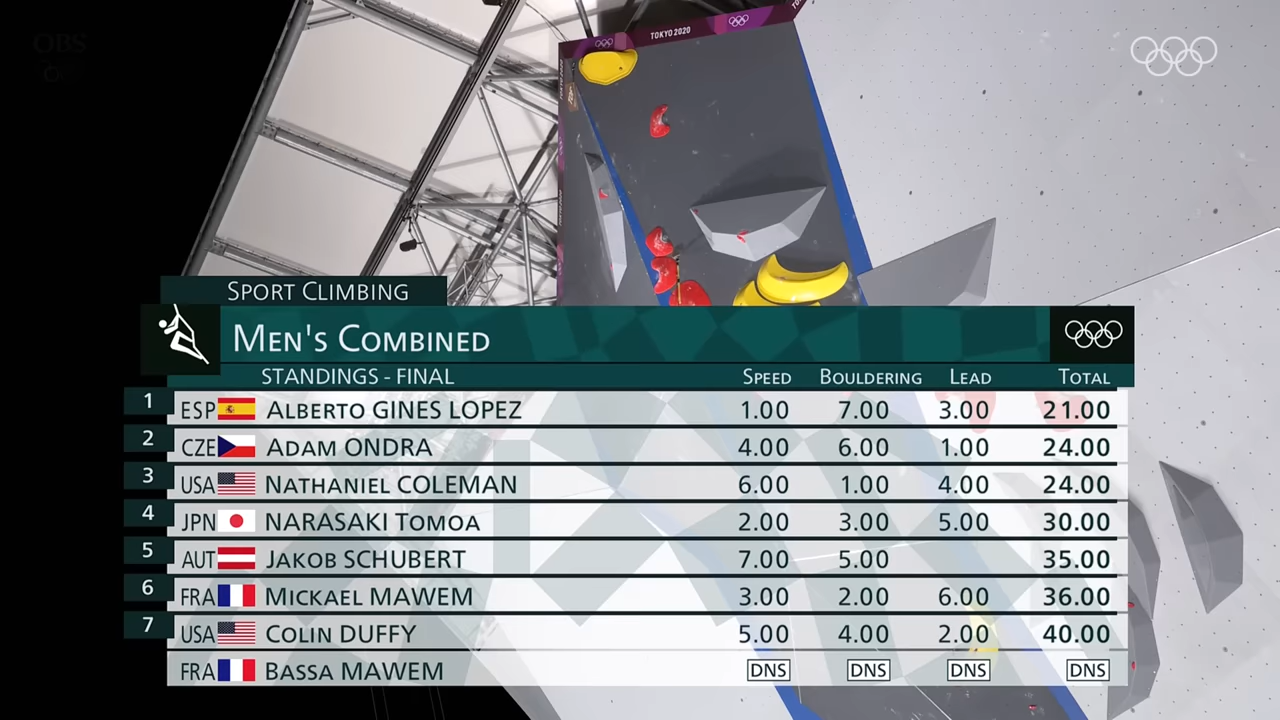 OBS
TOKYO 2020
SPORT CLIMBING
MEN'S COMBINED
STANDINGS - FINAL SPEED BOULDERING LEAD TOTAL
1 ESP ALBERTO GINES LOPEZ 1.00 7.00 3.00 21.00
2 CZE ADAM ONDRA 4.00 6.00 1.00 24.00
3 USA NATHANIEL COLEMAN 6.00 1.00 4.00 24.00
4 JPN NARASAKI TOMOA 2.00 3.00 5.00 30.00
5 AUT JAKOB SCHUBERT 7.00 5.00 35.00
6 FRA MICKAEL MAWEM 3.00 2.00 6.00 36.00
7 USA COLIN DUFFY 5.00 4.00 2.00 40.00
FRA BASSA MAWEM DNS DNS DNS DNS